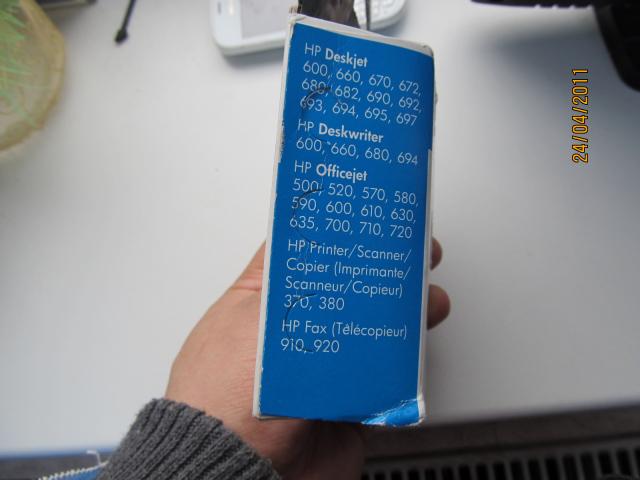 HP Deskjet
600, 660, 670, 672,
680, 682, 690, 692,
693, 694, 695, 697
HP Deskwriter
600, 660, 680, 694
HP Officejet
500, 520, 570, 580,
590, 600, 610, 630,
635, 700, 710, 720
HP Printer/Scanner/
Copier (Imprimante/
Scanneur/Copieur)
370, 380
HP Fax (Télécopieur)
910, 920
24/04/2011